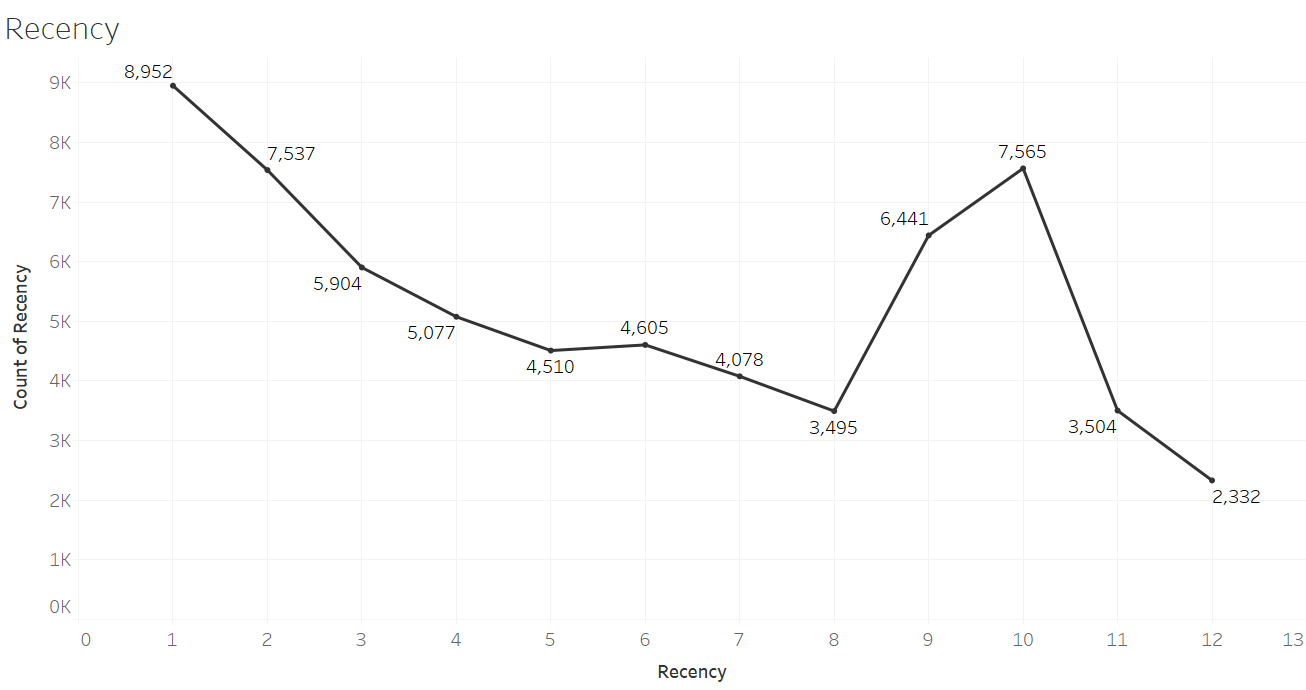 Recency
8,952
9K
8K
7,537
7,565
7K
6,441
6K
5,904
5K
5,077
4,605
4,510
4,078
4K
3,495
3,504
3K
2,332
2K
1K
0K
Count of Recency
0 1 2 3 4 5 6 7 8 9 10 11 12 13
Recency